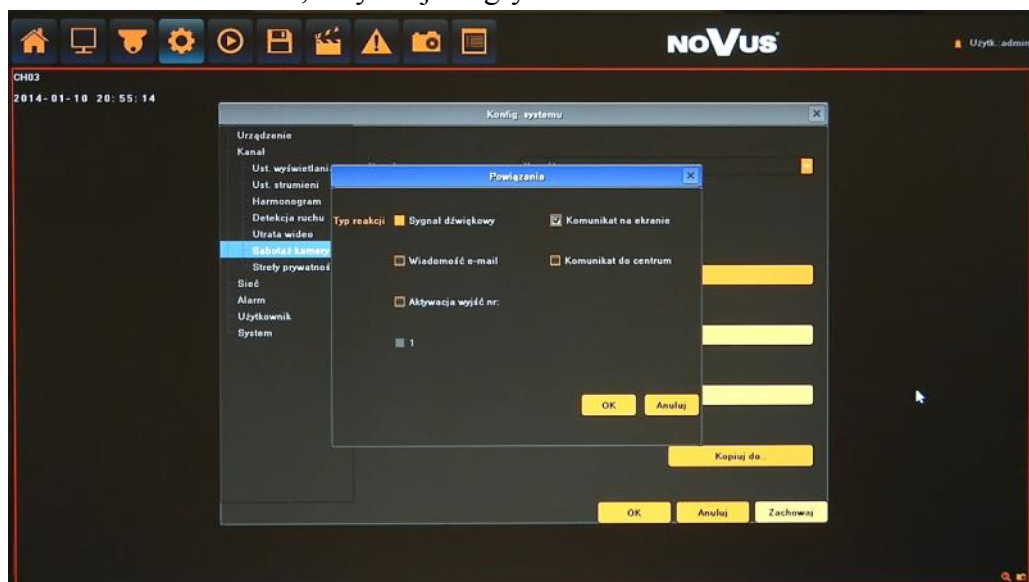 NOVUS
Użytk.:admin
CH03
2014-01-10 20:55:14
Konfig. systemu
Urządzenie
Kanał
Ust. wyświetlani
Ust. strumieni
Harmonogram
Detekcja ruchu
Utrata wideo
Sabotaż kamery
Strefy prywatnoś
Sieć
Alarm
Użytkownik
System
Powiązania
Typ reakcji Sygnał dźwiękowy Komunikat na ekranie
Wiadomość e-mail Komunikat do centrum
Aktywacja wyjść nr:
1
OK Anuluj
Kopiuj do..
OK Anuluj Zachowaj